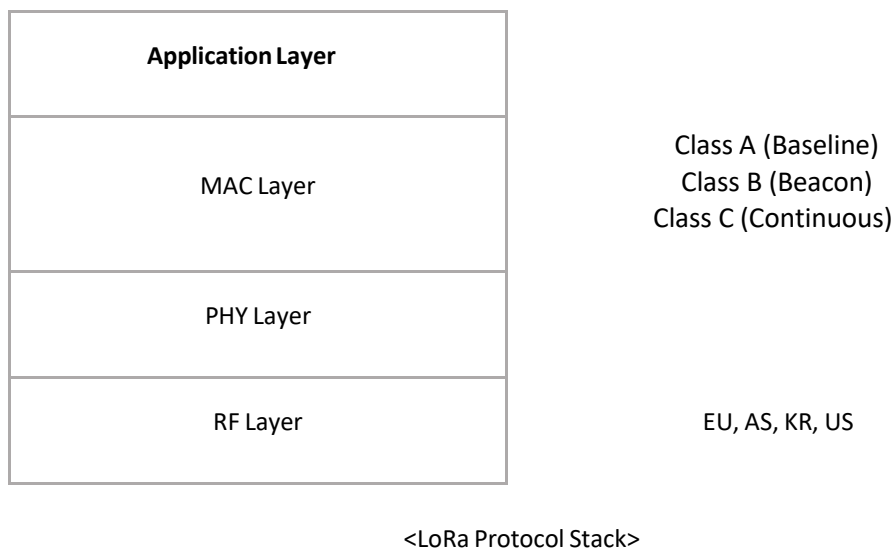 Application Layer
MAC Layer
Class A (Baseline)
Class B (Beacon)
Class C (Continuous)
PHY Layer
RF Layer
EU, AS, KR, US
<LoRa Protocol Stack>